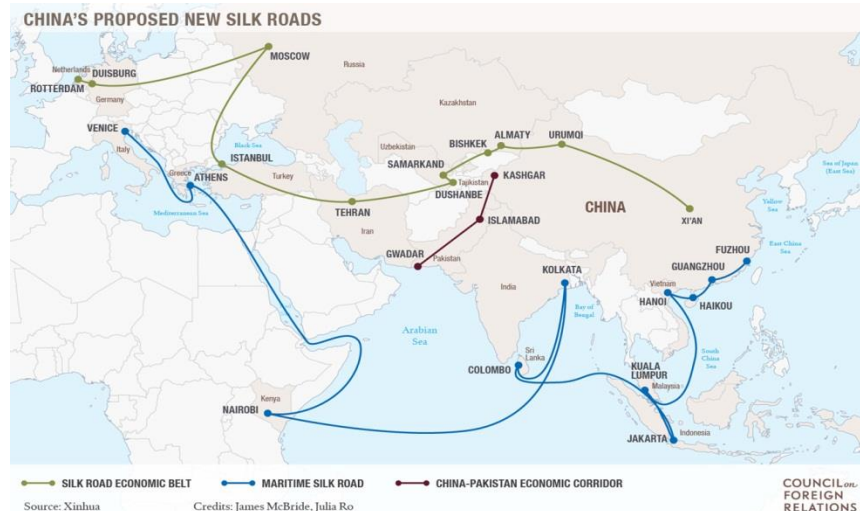 CHINA'S PROPOSED NEW SILK ROADS
MOSCOW
Netherlands
DUISBURG
ROTTERDAM
Germany
Russia
VENICE
Italy
Kazakhstan
Black Sea
Uzbekistan
BISHKEK
ALMATY
URUMQI
ISTANBUL
Greece
ATHENS
Turkey
SAMARKAND
Tajikistan
DUSHANBE
KASHGAR
Sea of Japan
(East Sea)
Mediterranean Sea
TEHRAN
Iran
ISLAMABAD
CHINA
XI'AN
Yellow
Sea
East China
Sea
GWADAR
Pakistan
FUZHOU
GUANGZHOU
KOLKATA
India
Vietnam
HANOI
HAIKOU
Bay of
Bengal
Arabian
Sea
Sri
Lanka
COLOMBO
South
China
Sea
KUALA
LUMPUR
Malaysia
Kenya
NAIROBI
JAKARTA
Indonesia
SILK ROAD ECONOMIC BELT
MARITIME SILK ROAD
CHINA-PAKISTAN ECONOMIC CORRIDOR
Source: Xinhua
Credits: James McBride, Julia Ro
COUNCIL on
FOREIGN
RELATIONS